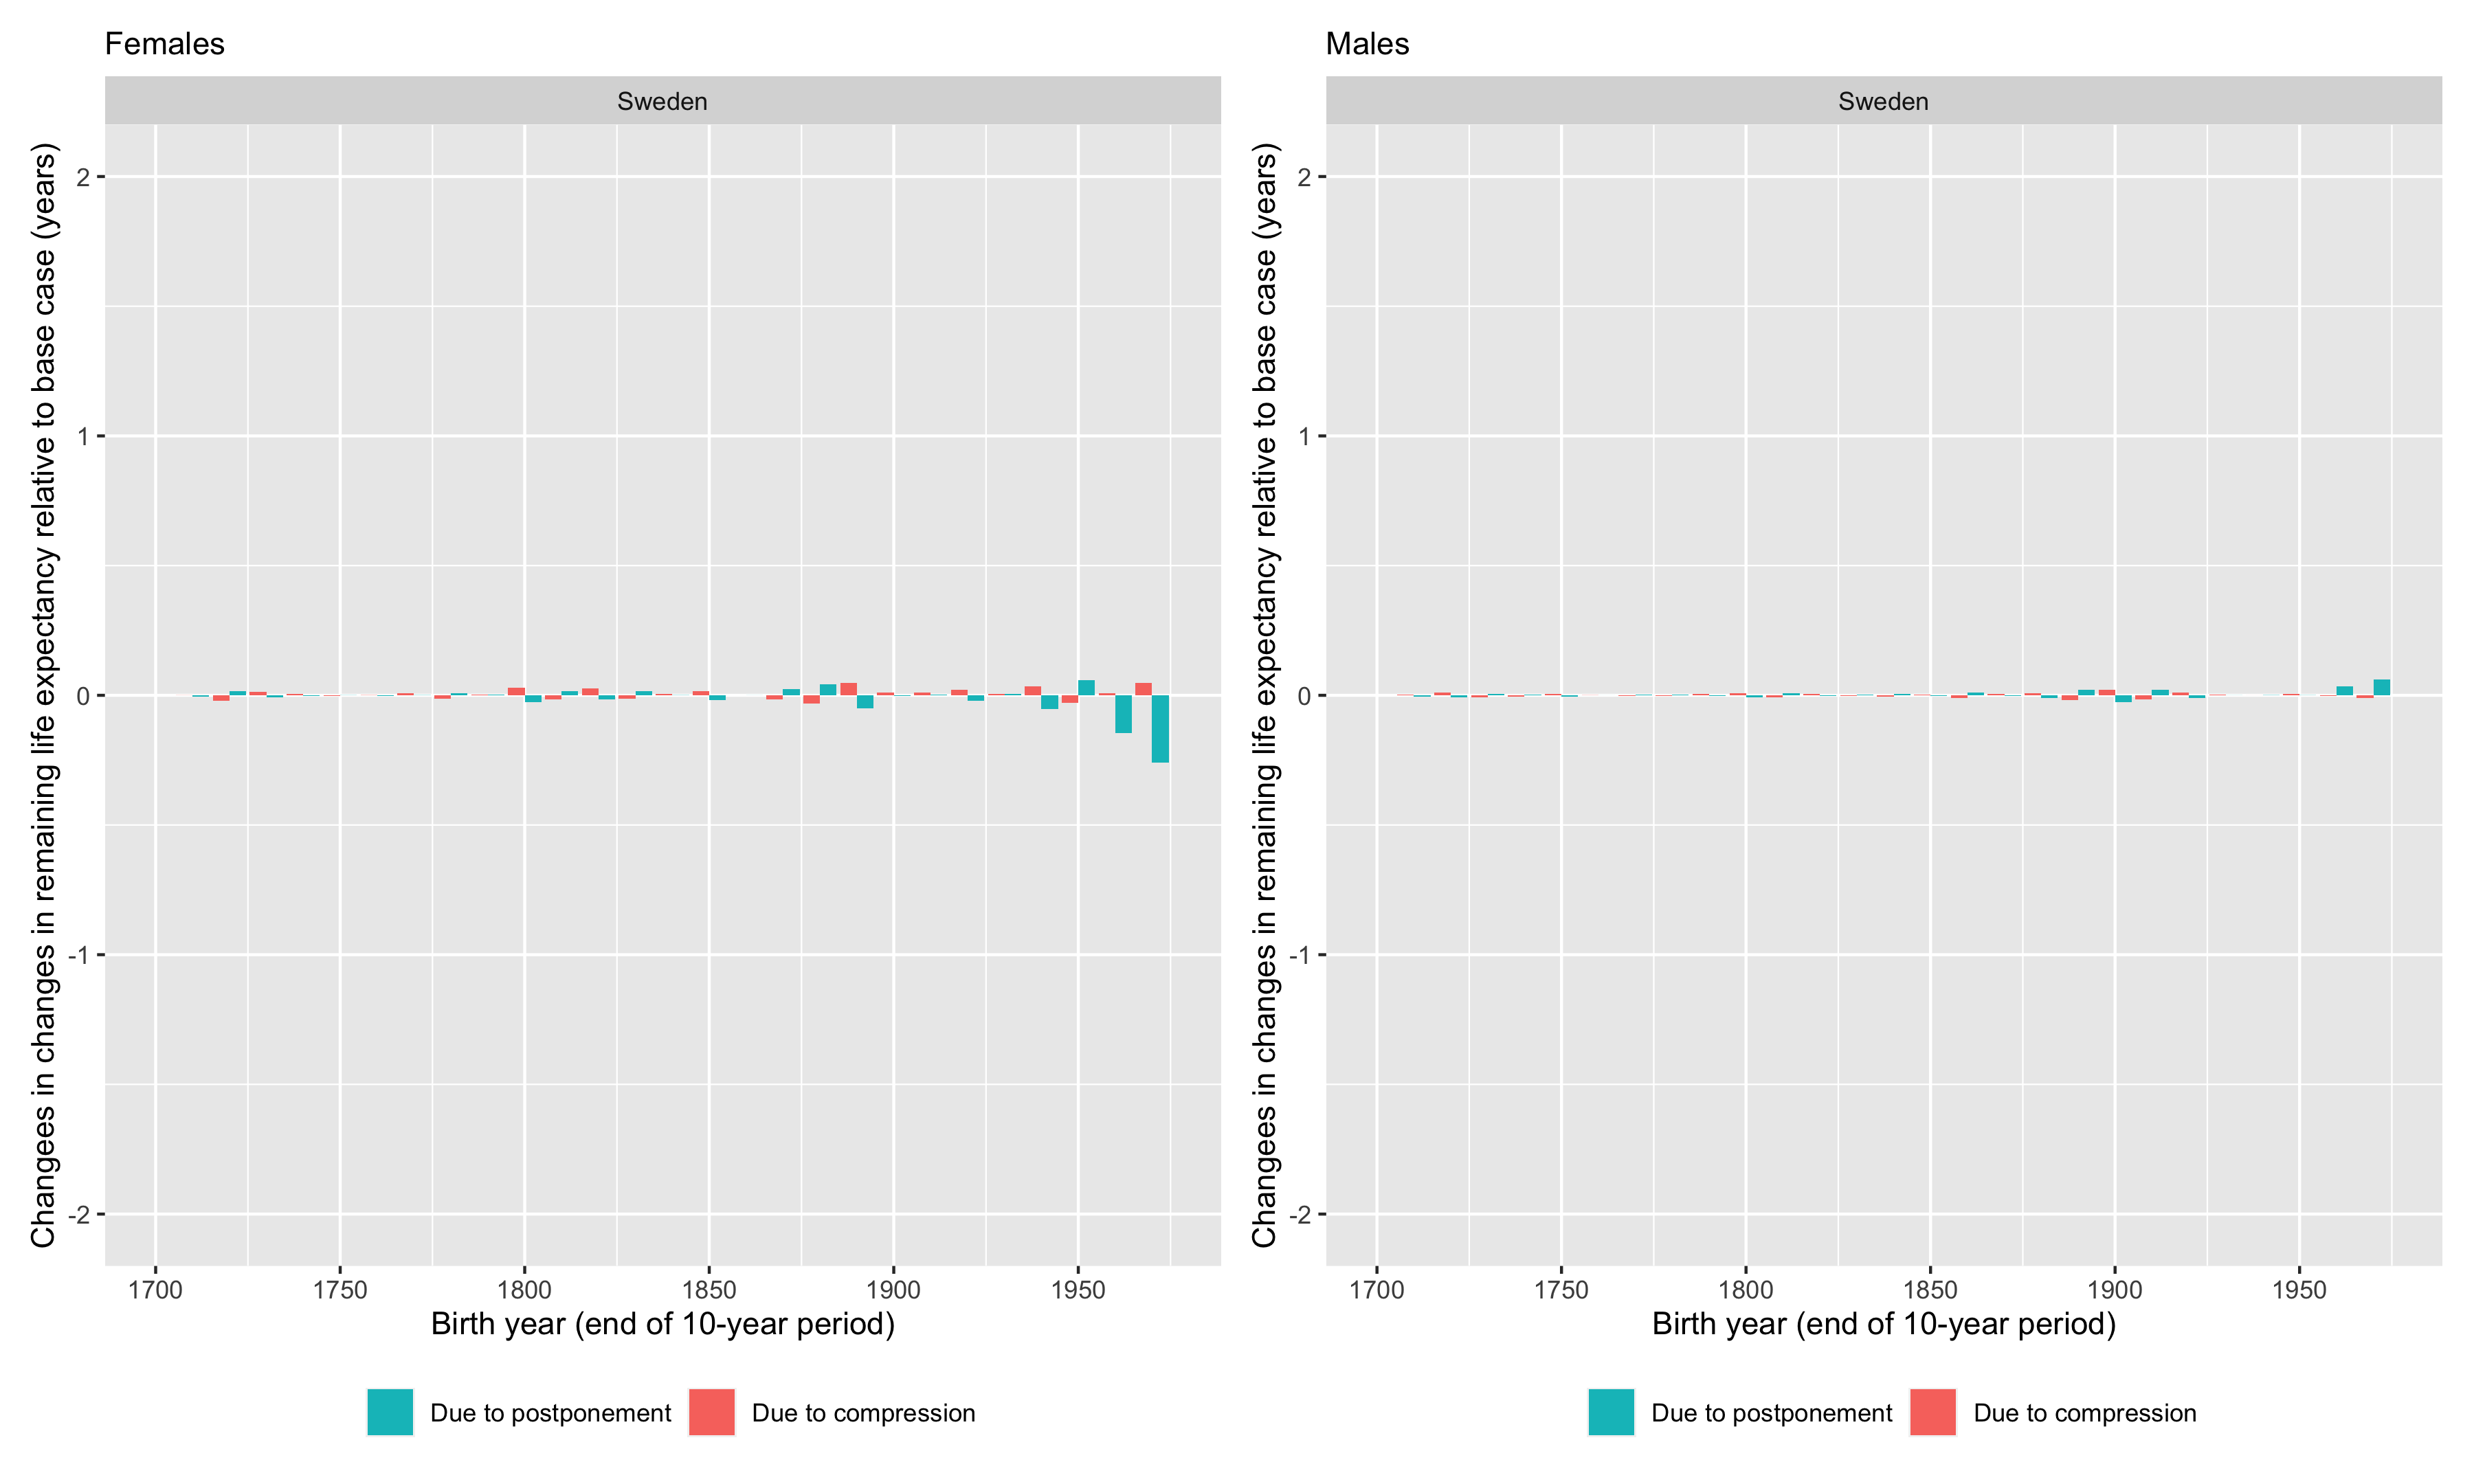 Females
Sweden
Changees in changes in remaining life expectancy relative to base case (years)
2
1
0
-1
-2
1700 1750 1800 1850 1900 1950
Birth year (end of 10-year period)
Due to postponement Due to compression
Males
Sweden
Changees in changes in remaining life expectancy relative to base case (years)
2
1
0
-1
-2
1700 1750 1800 1850 1900 1950
Birth year (end of 10-year period)
Due to postponement Due to compression